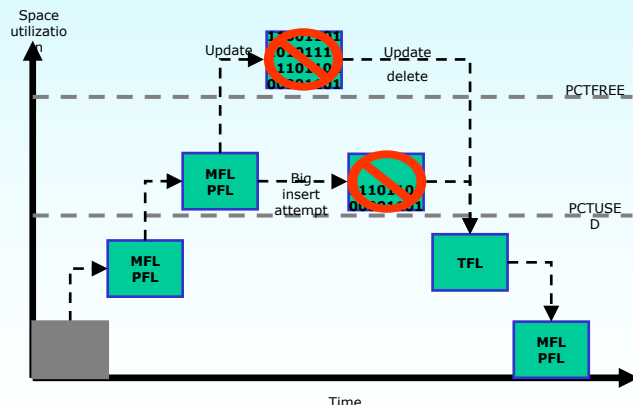 Space
utilizatio
n
Update
Update
delete
PCTFREE
MFL
PFL
Big
insert
attempt
PCTUSE
D
MFL
PFL
TFL
MFL
PFL
Time